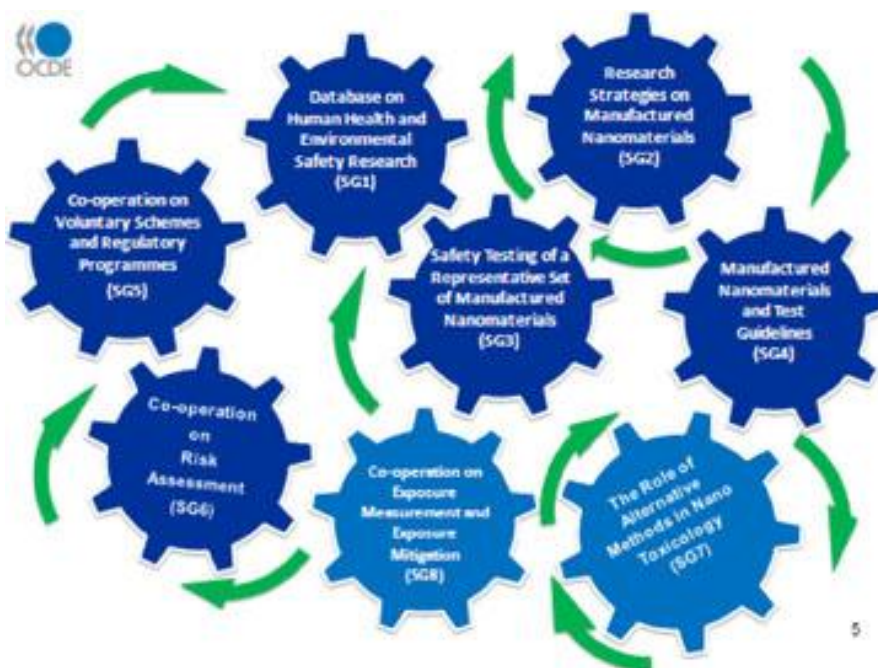 OCDE
Database on
Human Health and
Environmental
Safety Research
(SG1)
Research
Strategies on
Manufactured
Nanomaterials
(SG2)
Co-operation on
Voluntary Schemes
and Regulatory
Programmes
(SG5)
Safety Testing of a
Representative Set
of Manufactured
Nanomaterials
(SG3)
Manufactured
Nanomaterials
and Test
Guidelines
(SG4)
Co-operation
on
Risk
Assessment
(SG6)
Co-operation on
Exposure
Measurement and
Exposure
Mitigation
(SG8)
The Role of
Alternative
Methods in Nano
Toxicology
(SG7)
5